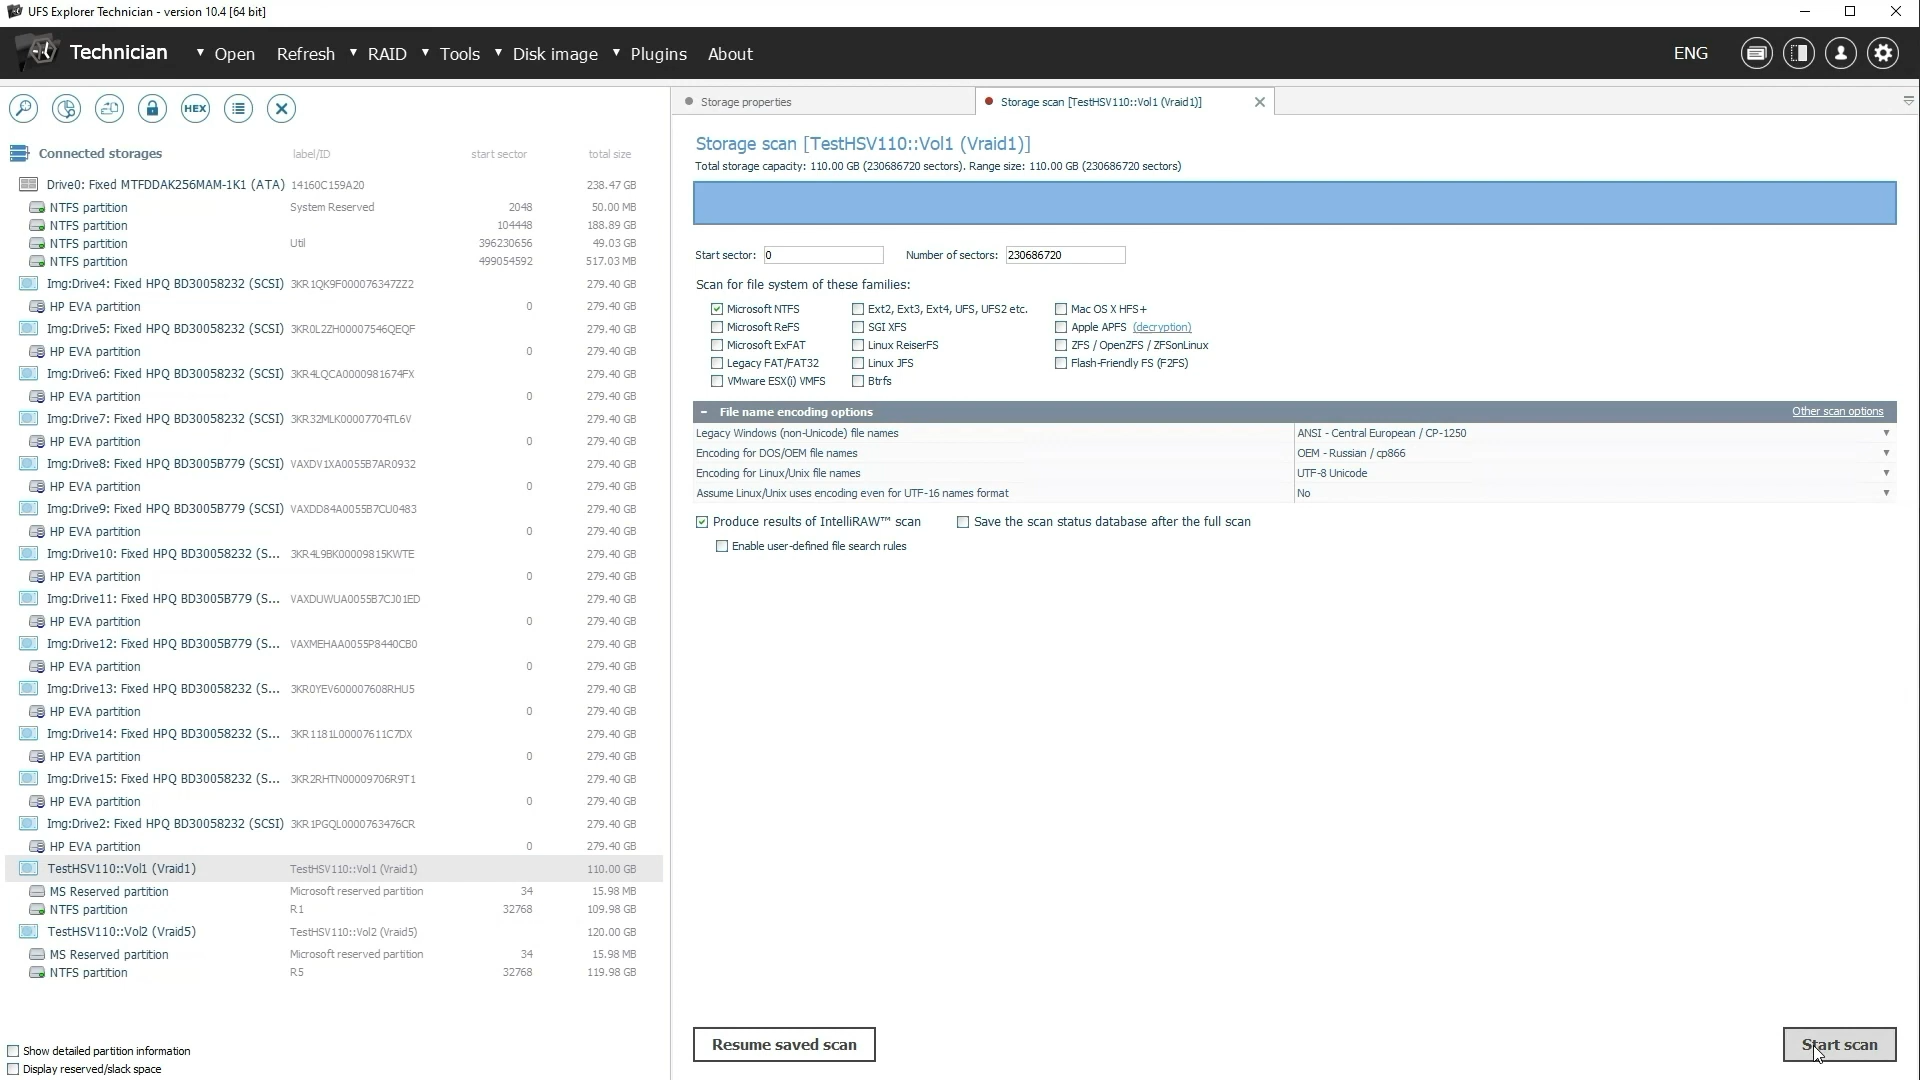 UFS Explorer Technician - version 10.4 [64 bit]
Technician Open Refresh RAID Tools Disk image Plugins About ENG
HEX
Storage properties Storage scan [TestHSV110::Vol1 (Vraid1)]
Connected storages label/ID start sector total size
Drive0: Fixed MTFDDAK256MAM-1K1 (ATA) 14160C159A20 238.47 GB
NTFS partition System Reserved 2048 50.00 MB
NTFS partition 104448 188.89 GB
NTFS partition Util 396230656 49.03 GB
NTFS partition 499054592 517.03 MB
Img:Drive4: Fixed HPQ BD30058232 (SCSI) 3KR1QK9F000076347ZZ2 279.40 GB
HP EVA partition 0 279.40 GB
Img:Drive5: Fixed HPQ BD30058232 (SCSI) 3KR0L2ZH00007546QEQF 279.40 GB
HP EVA partition 0 279.40 GB
Img:Drive6: Fixed HPQ BD30058232 (SCSI) 3KR4LQCA0000981674FX 279.40 GB
HP EVA partition 0 279.40 GB
Img:Drive7: Fixed HPQ BD30058232 (SCSI) 3KR32MLK00007704TL6V 279.40 GB
HP EVA partition 0 279.40 GB
Img:Drive8: Fixed HPQ BD3005B779 (SCSI) VAXDV1XA0055B7AR0932 279.40 GB
HP EVA partition 0 279.40 GB
Img:Drive9: Fixed HPQ BD3005B779 (SCSI) VAXDD84A0055B7CU0483 279.40 GB
HP EVA partition 0 279.40 GB
Img:Drive10: Fixed HPQ BD30058232 (S... 3KR4L9BK00009815KWTE 279.40 GB
HP EVA partition 0 279.40 GB
Img:Drive11: Fixed HPQ BD3005B779 (S... VAXDUWUA0055B7CJ01ED 279.40 GB
HP EVA partition 0 279.40 GB
Img:Drive12: Fixed HPQ BD3005B779 (S... VAXMEHAA0055P8440CB0 279.40 GB
HP EVA partition 0 279.40 GB
Img:Drive13: Fixed HPQ BD30058232 (S... 3KR0YEV600007608RHU5 279.40 GB
HP EVA partition 0 279.40 GB
Img:Drive14: Fixed HPQ BD30058232 (S... 3KR1181L00007611C7DX 279.40 GB
HP EVA partition 0 279.40 GB
Img:Drive15: Fixed HPQ BD30058232 (S... 3KR2RHTN00009706R9T1 279.40 GB
HP EVA partition 0 279.40 GB
Img:Drive2: Fixed HPQ BD30058232 (SCSI) 3KR1PGQL0000763476CR 279.40 GB
HP EVA partition 0 279.40 GB
TestHSV110::Vol1 (Vraid1) TestHSV110::Vol1 (Vraid1) 110.00 GB
MS Reserved partition Microsoft reserved partition 34 15.98 MB
NTFS partition R1 32768 109.98 GB
TestHSV110::Vol2 (Vraid5) TestHSV110::Vol2 (Vraid5) 120.00 GB
MS Reserved partition Microsoft reserved partition 34 15.98 MB
NTFS partition R5 32768 119.98 GB
Show detailed partition information
Display reserved/slack space
Storage scan [TestHSV110::Vol1 (Vraid1)]
Total storage capacity: 110.00 GB (230686720 sectors). Range size: 110.00 GB (230686720 sectors)
Start sector: 0 Number of sectors: 230686720
Scan for file system of these families:
Microsoft NTFS Ext2, Ext3, Ext4, UFS, UFS2 etc. Mac OS X HFS+
Microsoft ReFS SGI XFS Apple APFS (decryption)
Microsoft ExFAT Linux ReiserFS ZFS / OpenZFS / ZFSonLinux
Legacy FAT/FAT32 Linux JFS Flash-Friendly FS (F2FS)
VMware ESX(i) VMFS Btrfs
File name encoding options Other scan options
Legacy Windows (non-Unicode) file names ANSI - Central European / CP-1250
Encoding for DOS/OEM file names OEM - Russian / cp866
Encoding for Linux/Unix file names UTF-8 Unicode
Assume Linux/Unix uses encoding even for UTF-16 names format No
Produce results of IntelliRAW™ scan Save the scan status database after the full scan
Enable user-defined file search rules
Resume saved scan Start scan